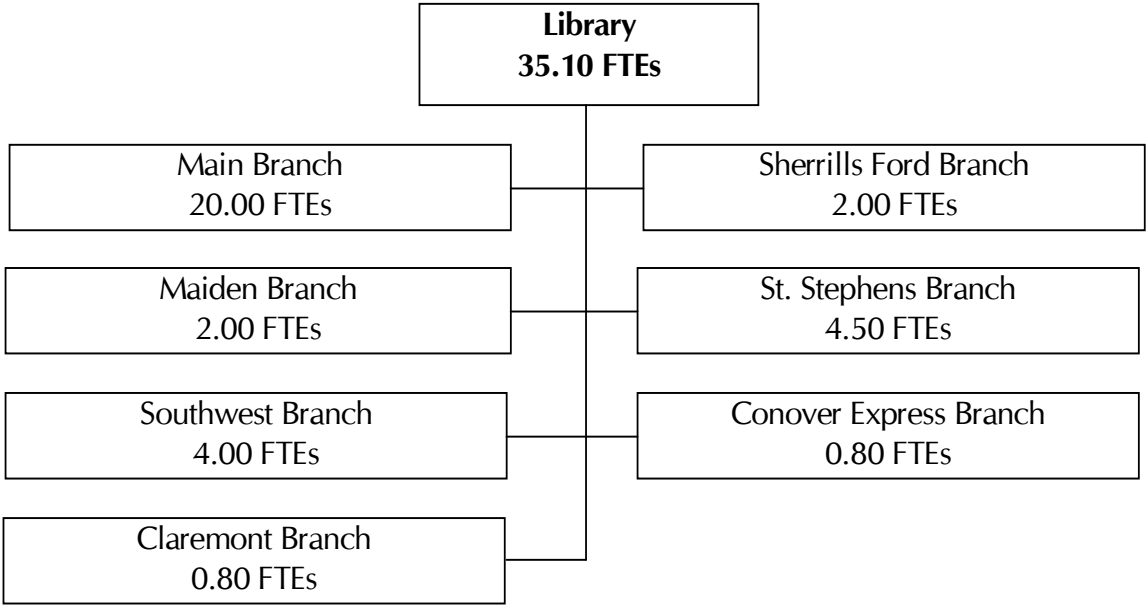 Library
35.10 FTEs
Main Branch
20.00 FTEs
Sherrills Ford Branch
2.00 FTEs
Maiden Branch
2.00 FTEs
St. Stephens Branch
4.50 FTEs
Southwest Branch
4.00 FTEs
Conover Express Branch
0.80 FTEs
Claremont Branch
0.80 FTEs